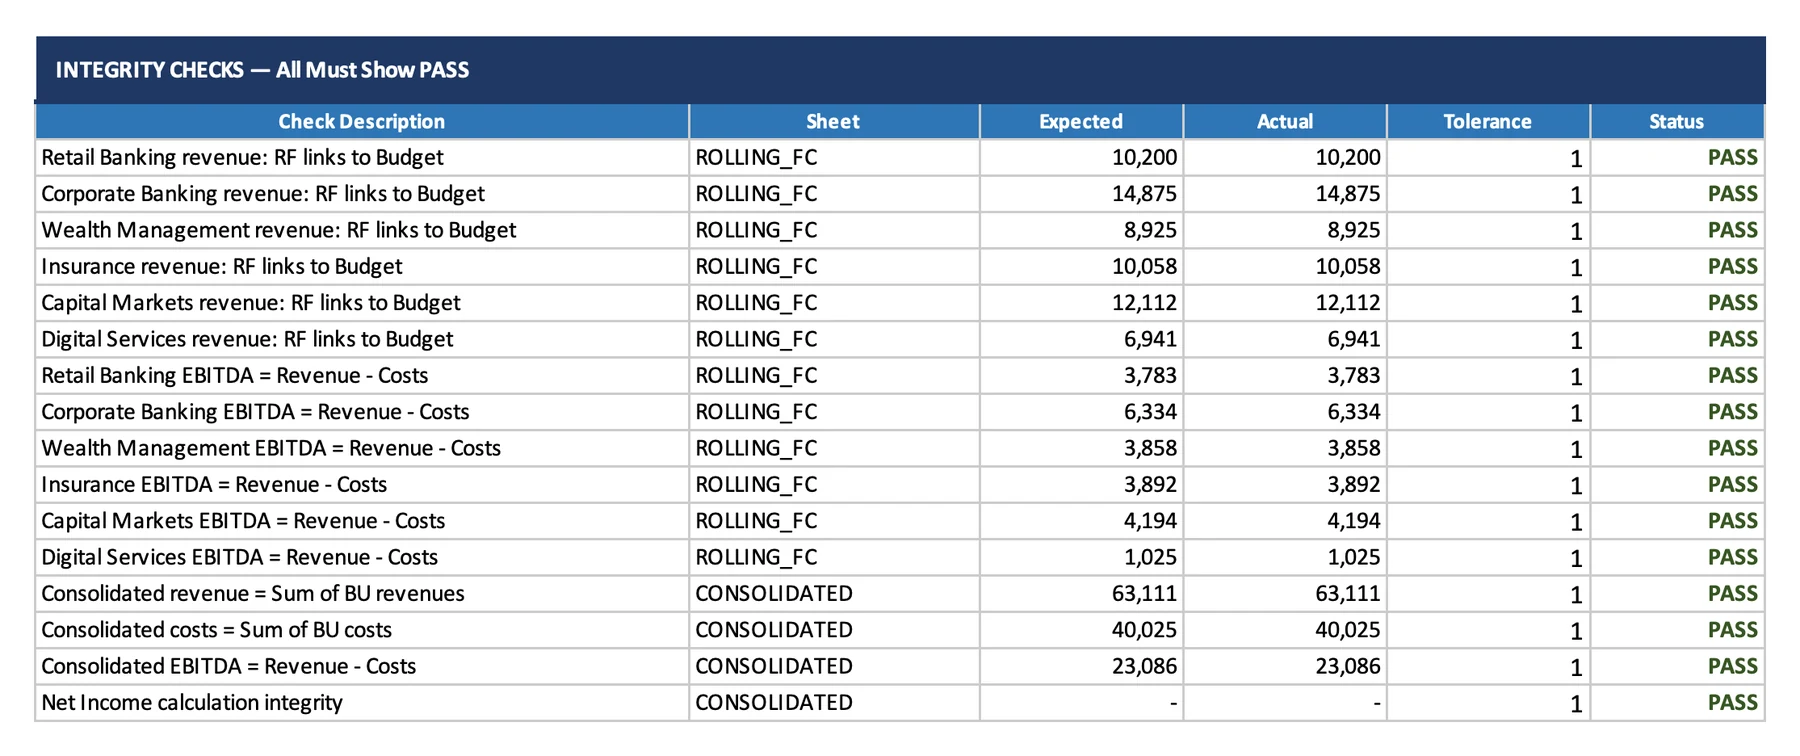 INTEGRITY CHECKS — All Must Show PASS
Check Description Sheet Expected Actual Tolerance Status
Retail Banking revenue: RF links to Budget ROLLING_FC 10,200 10,200 1 PASS
Corporate Banking revenue: RF links to Budget ROLLING_FC 14,875 14,875 1 PASS
Wealth Management revenue: RF links to Budget ROLLING_FC 8,925 8,925 1 PASS
Insurance revenue: RF links to Budget ROLLING_FC 10,058 10,058 1 PASS
Capital Markets revenue: RF links to Budget ROLLING_FC 12,112 12,112 1 PASS
Digital Services revenue: RF links to Budget ROLLING_FC 6,941 6,941 1 PASS
Retail Banking EBITDA = Revenue - Costs ROLLING_FC 3,783 3,783 1 PASS
Corporate Banking EBITDA = Revenue - Costs ROLLING_FC 6,334 6,334 1 PASS
Wealth Management EBITDA = Revenue - Costs ROLLING_FC 3,858 3,858 1 PASS
Insurance EBITDA = Revenue - Costs ROLLING_FC 3,892 3,892 1 PASS
Capital Markets EBITDA = Revenue - Costs ROLLING_FC 4,194 4,194 1 PASS
Digital Services EBITDA = Revenue - Costs ROLLING_FC 1,025 1,025 1 PASS
Consolidated revenue = Sum of BU revenues CONSOLIDATED 63,111 63,111 1 PASS
Consolidated costs = Sum of BU costs CONSOLIDATED 40,025 40,025 1 PASS
Consolidated EBITDA = Revenue - Costs CONSOLIDATED 23,086 23,086 1 PASS
Net Income calculation integrity CONSOLIDATED - - 1 PASS